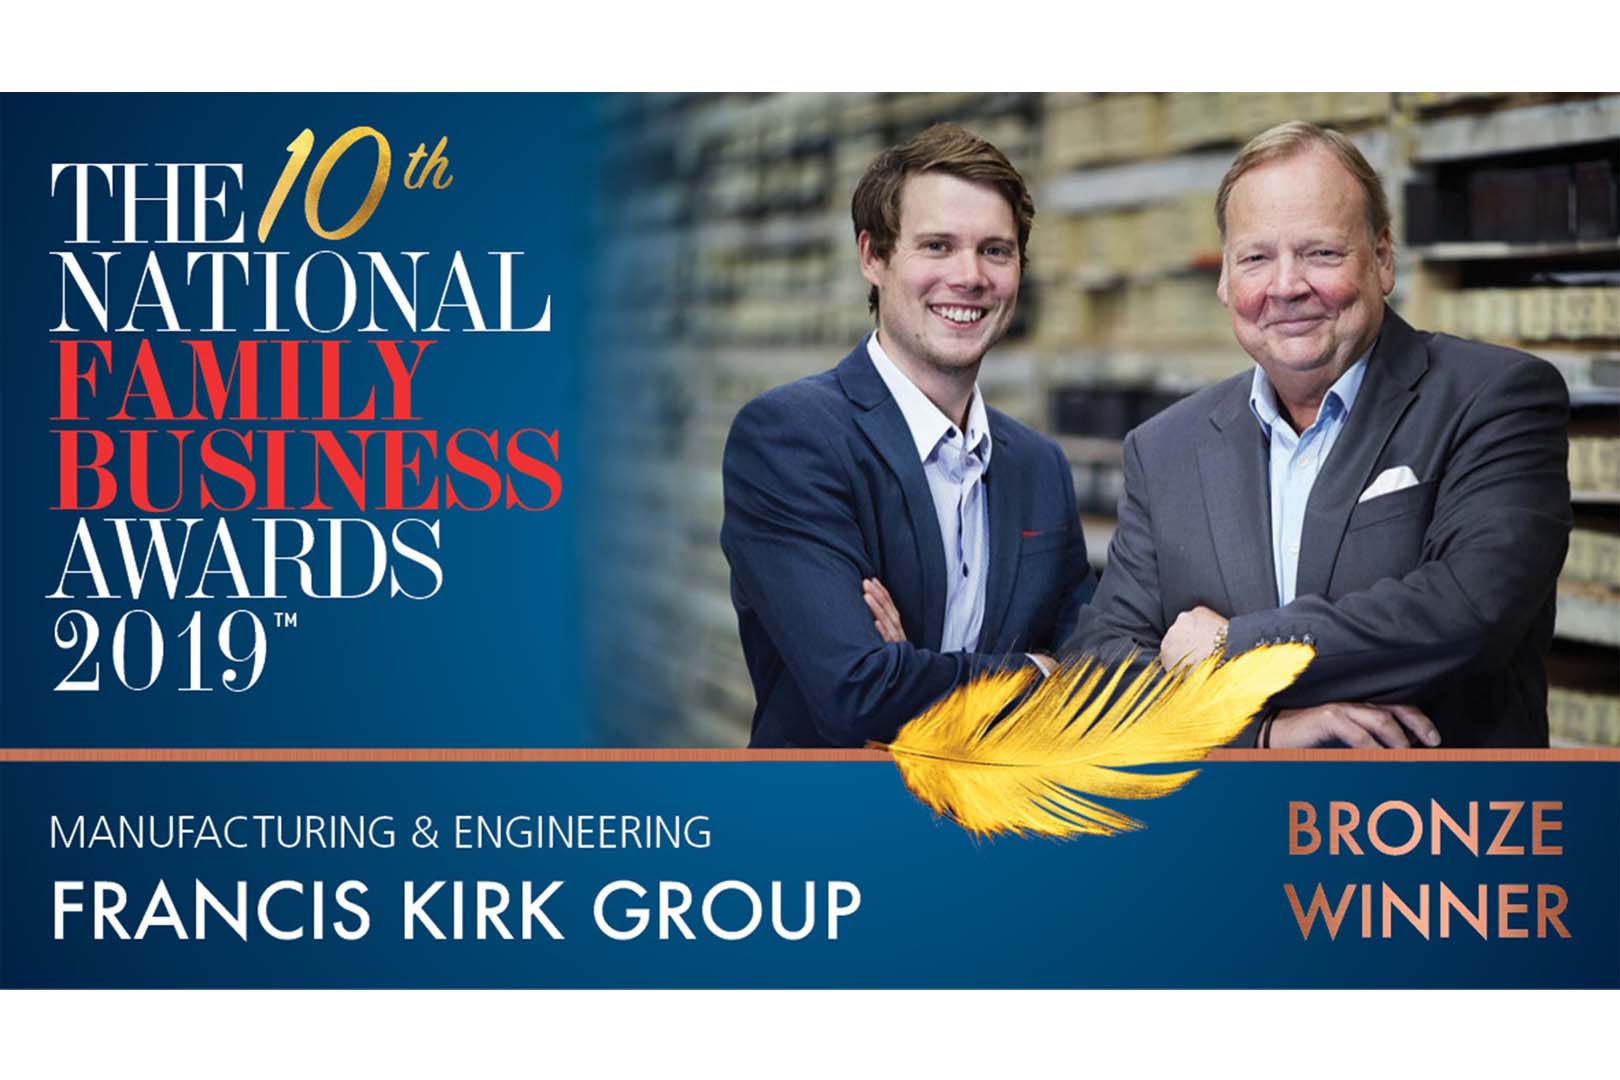 THE 10th
NATIONAL
FAMILY
BUSINESS
AWARDS
2019™
MANUFACTURING & ENGINEERING
FRANCIS KIRK GROUP
BRONZE
WINNER